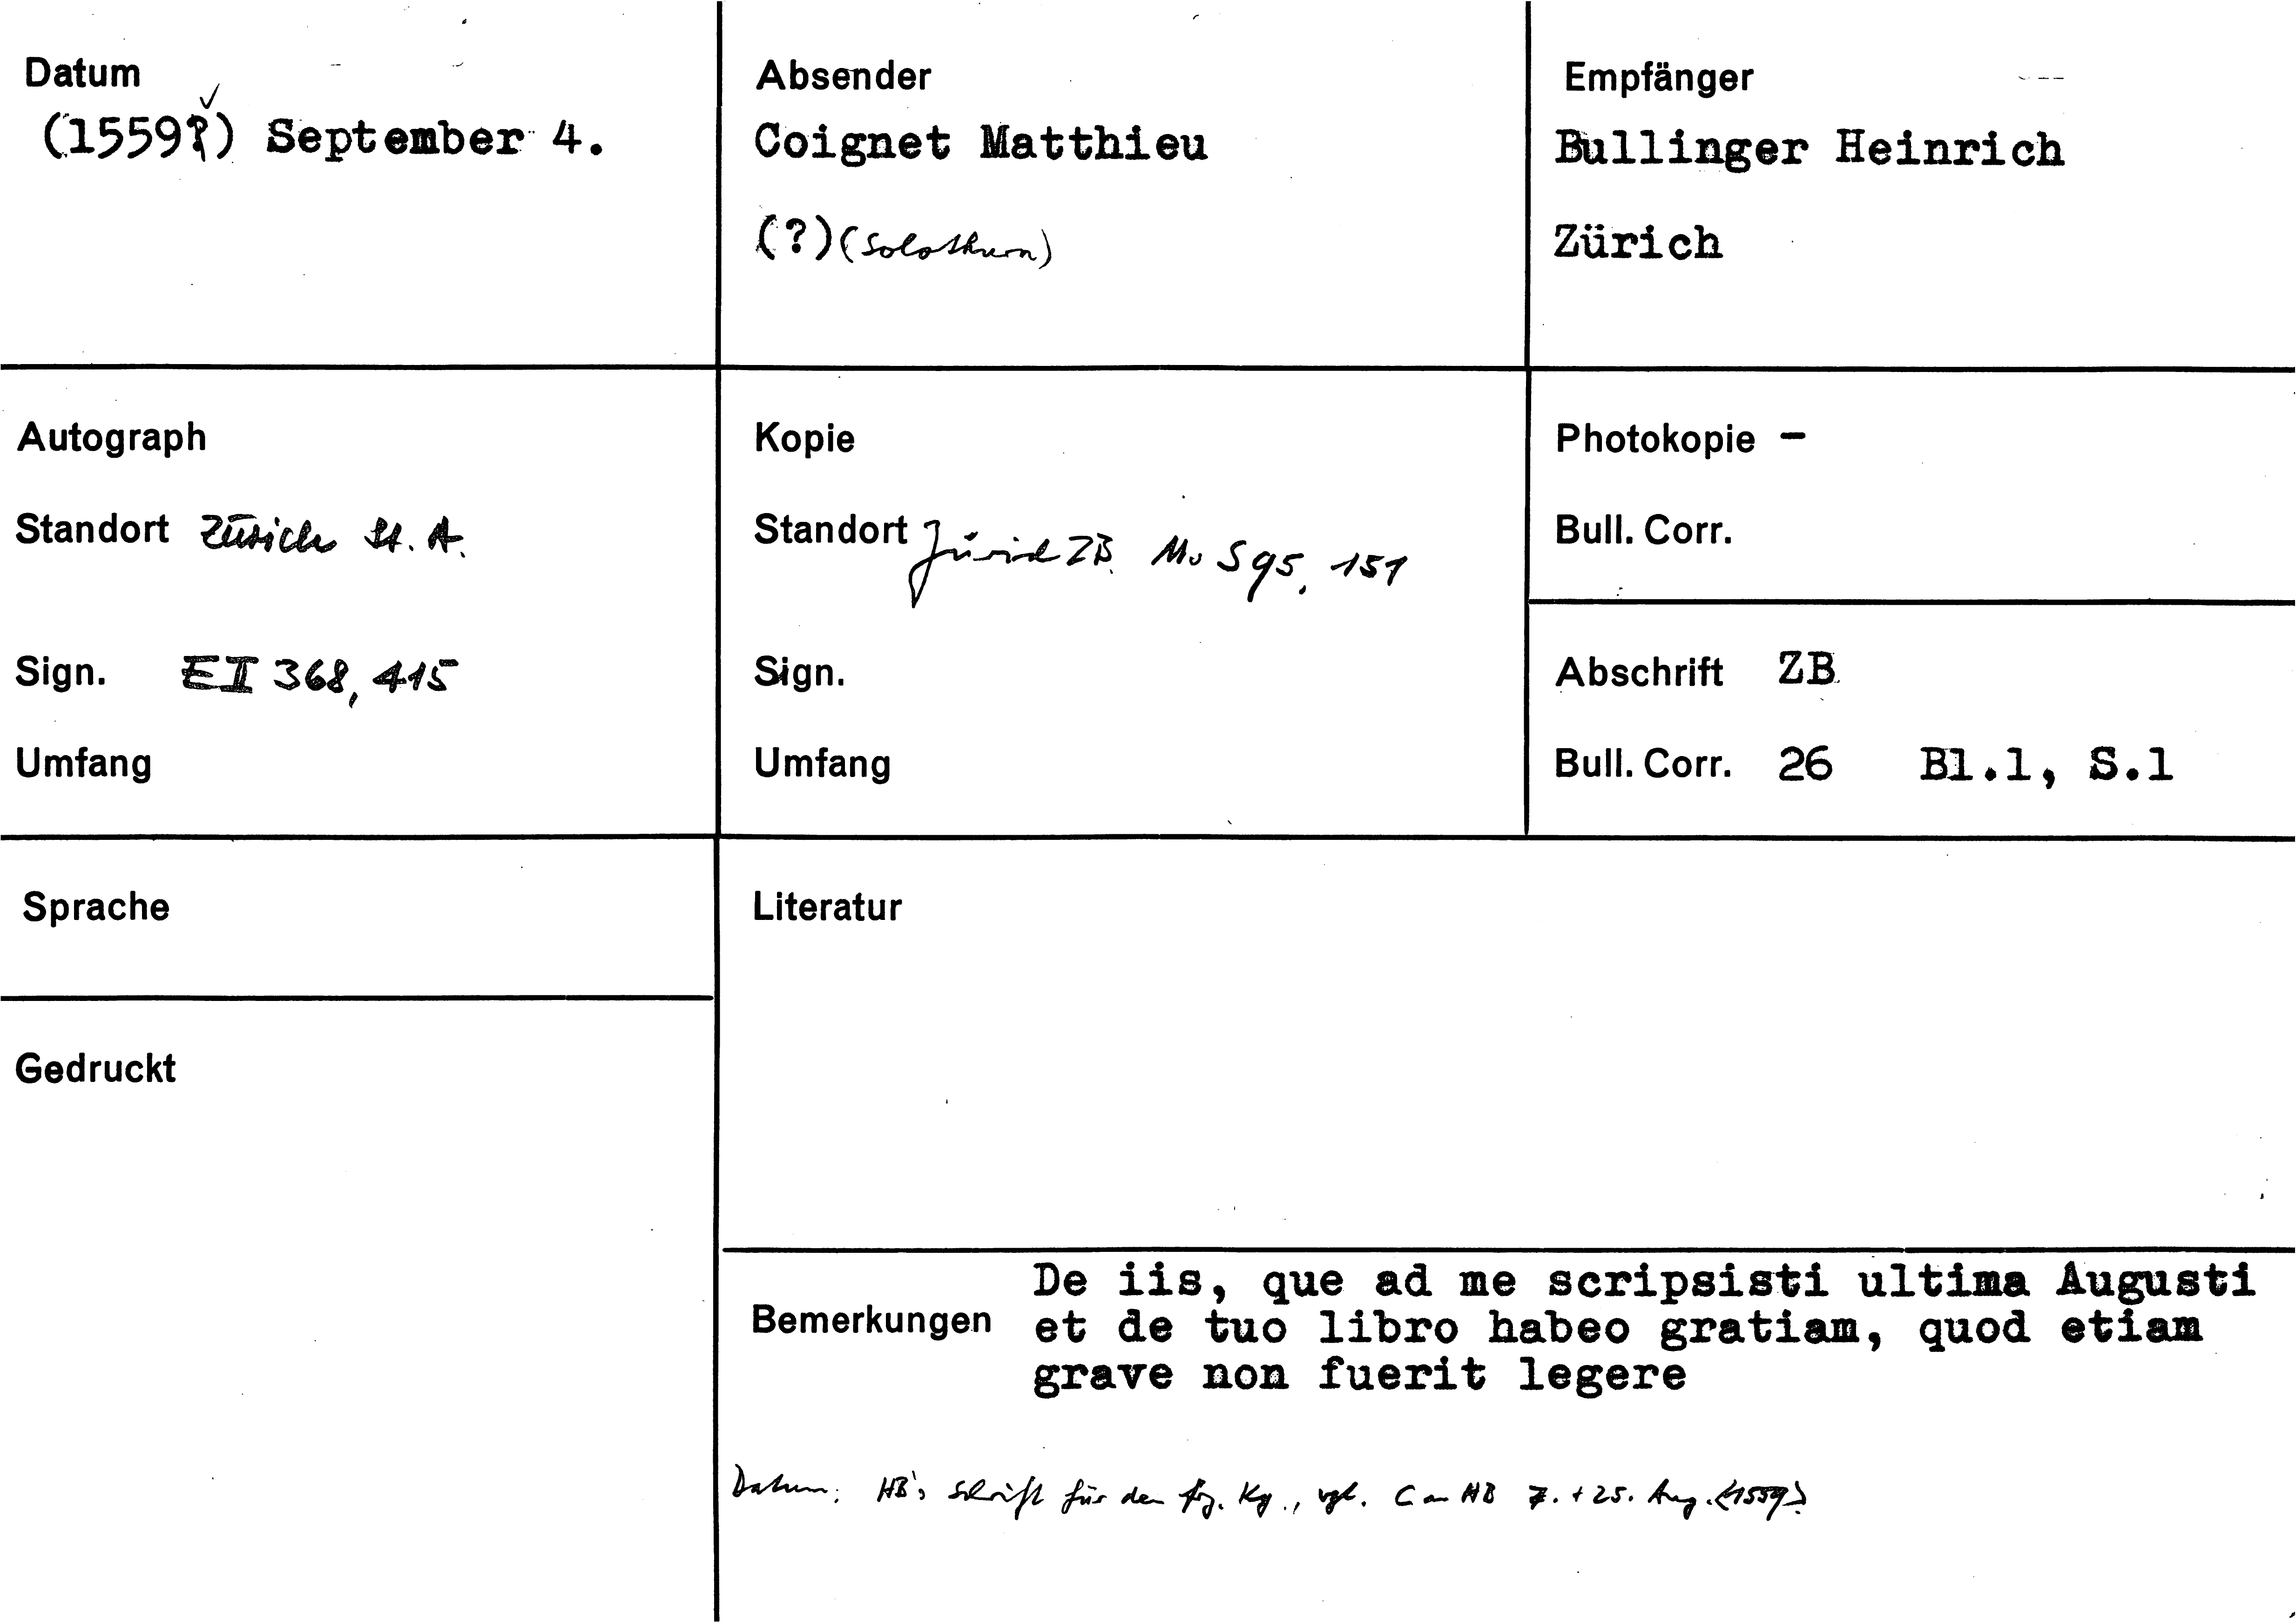 Datum
(1559?) September 4.
Absender
Coignet Matthieu
(?) (Solothurn)
Empfänger
Bullinger Heinrich
Zürich
Autograph
Standort Zürich St. A.
Sign. E II 368, 415
Umfang
Kopie
Standort Zürich ZB. Ms S 95, 151
Sign.
Umfang
Photokopie -
Bull. Corr.
Abschrift ZB
Bull. Corr. 26 Bl.1, S.1
Sprache
Gedruckt
Literatur
Bemerkungen
De iis, que ad me scripsisti ultima Augusti
et de tuo libro habeo gratiam, quod etiam
grave non fuerit legere
Datum: HB's Schrift für den frz. Kg., vgl. C an HB 7. + 25. Aug. <1559>